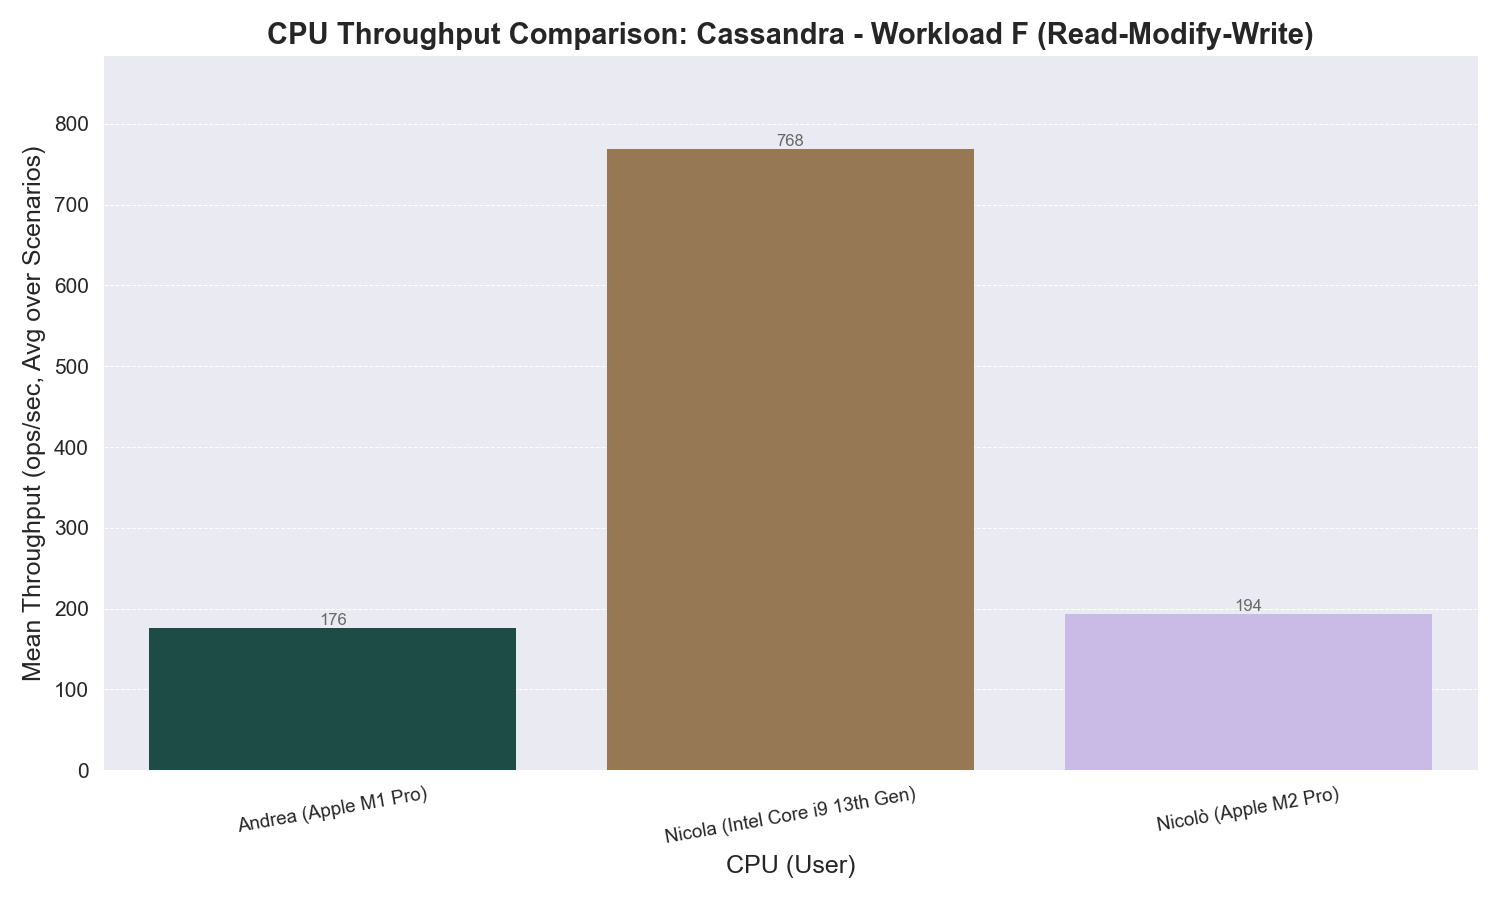 CPU Throughput Comparison: Cassandra - Workload F (Read-Modify-Write)
Mean Throughput (ops/sec, Avg over Scenarios)
800
700
600
500
400
300
200
100
0
176
768
194
Andrea (Apple M1 Pro)
Nicola (Intel Core i9 13th Gen)
Nicolò (Apple M2 Pro)
CPU (User)